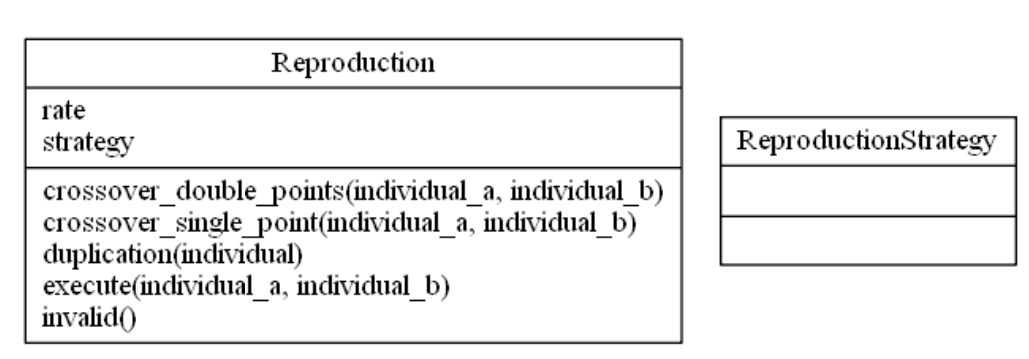 Reproduction
rate
strategy
crossover_double_points(individual_a, individual_b)
crossover_single_point(individual_a, individual_b)
duplication(individual)
execute(individual_a, individual_b)
invalid()
ReproductionStrategy